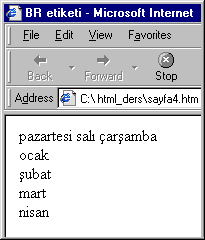 BR etiketi - Microsoft Internet
File Edit View Favorites
Back Forward Stop
Address C:\html_ders\sayfa4.htm
pazartesi salı çarşamba
ocak
şubat
mart
nisan